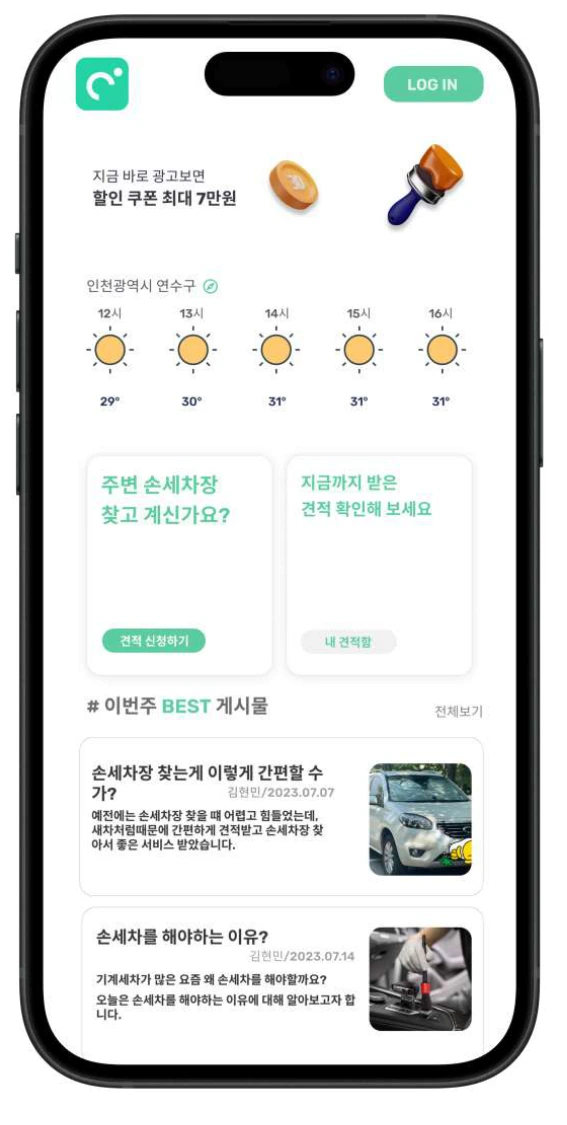 LOG IN
지금 바로 광고보면
할인 쿠폰 최대 7만원
인천광역시 연수구
12시 13시 14시 15시 16시
29° 30° 31° 31° 31°
주변 손세차장
찾고 계신가요?
견적 신청하기
지금까지 받은
견적 확인해 보세요
내 견적함
# 이번주 BEST 게시물
전체보기
손세차장 찾는게 이렇게 간편할 수
가?
김현민/2023.07.07
예전에는 손세차장 찾을 떄 어렵고 힘들었는데,
새차처럼때문에 간편하게 견적받고 손세차장 찾
아서 좋은 서비스 받았습니다.
손세차를 해야하는 이유?
김현민/2023.07.14
기계세차가 많은 요즘 왜 손세차를 해야할까요?
오늘은 손세차를 해야하는 이유에 대해 알아보고자 합
니다.